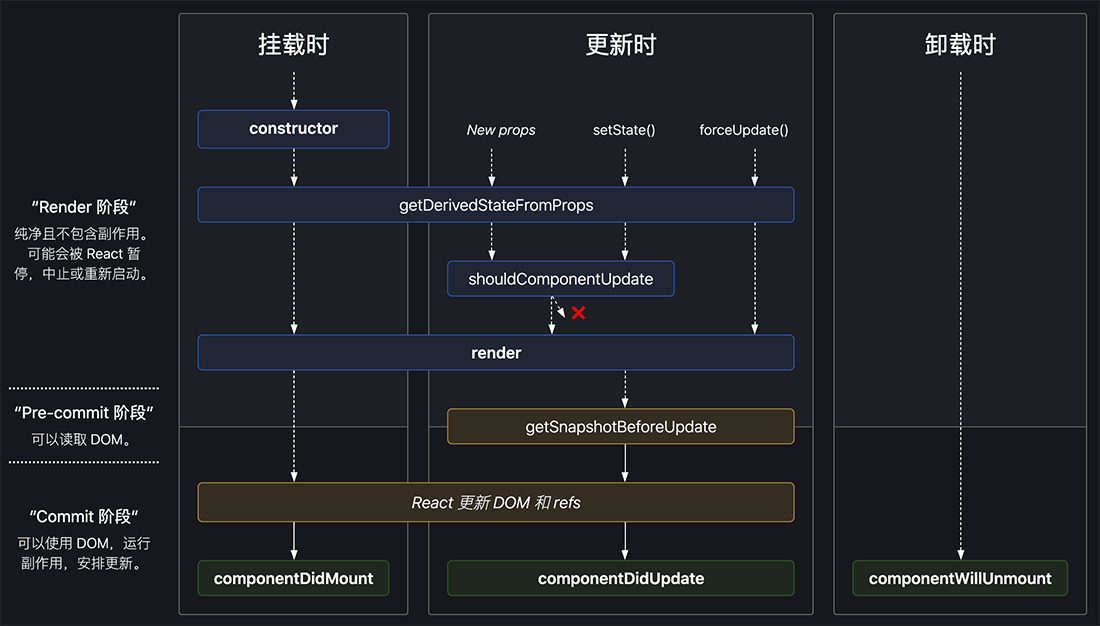 挂载时
更新时
卸载时
constructor
New props
setState()
forceUpdate()
“Render 阶段”
纯净且不包含副作用。
可能会被 React 暂
停，中止或重新启动。
getDerivedStateFromProps
shouldComponentUpdate
render
“Pre-commit 阶段”
可以读取 DOM。
getSnapshotBeforeUpdate
“Commit 阶段”
可以使用 DOM，运行
副作用，安排更新。
React 更新 DOM 和 refs
componentDidMount
componentDidUpdate
componentWillUnmount